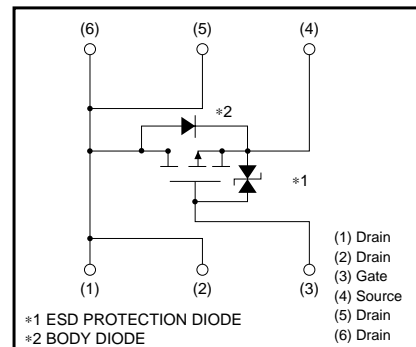 (6) (5) (4)
*2
*1
(1) (2) (3)
(1) Drain
(2) Drain
(3) Gate
(4) Source
(5) Drain
(6) Drain
*1 ESD PROTECTION DIODE
*2 BODY DIODE